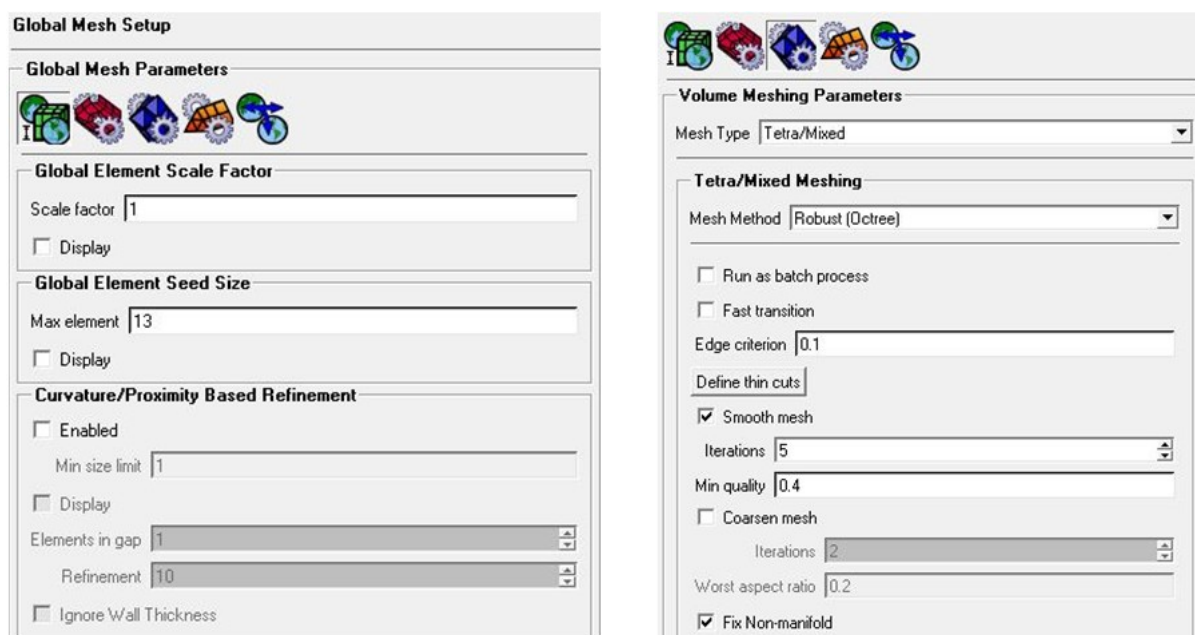 Global Mesh Setup
Global Mesh Parameters
I
Global Element Scale Factor
Scale factor 1
Display
Global Element Seed Size
Max element 13
Display
Curvature/Proximity Based Refinement
Enabled
Min size limit 1
Display
Elements in gap 1
Refinement 10
Ignore Wall Thickness
I
Volume Meshing Parameters
Mesh Type Tetra/Mixed
Tetra/Mixed Meshing
Mesh Method Robust (Octree)
Run as batch process
Fast transition
Edge criterion 0.1
Define thin cuts
Smooth mesh
Iterations 5
Min quality 0.4
Coarsen mesh
Iterations 2
Worst aspect ratio 0.2
Fix Non-manifold